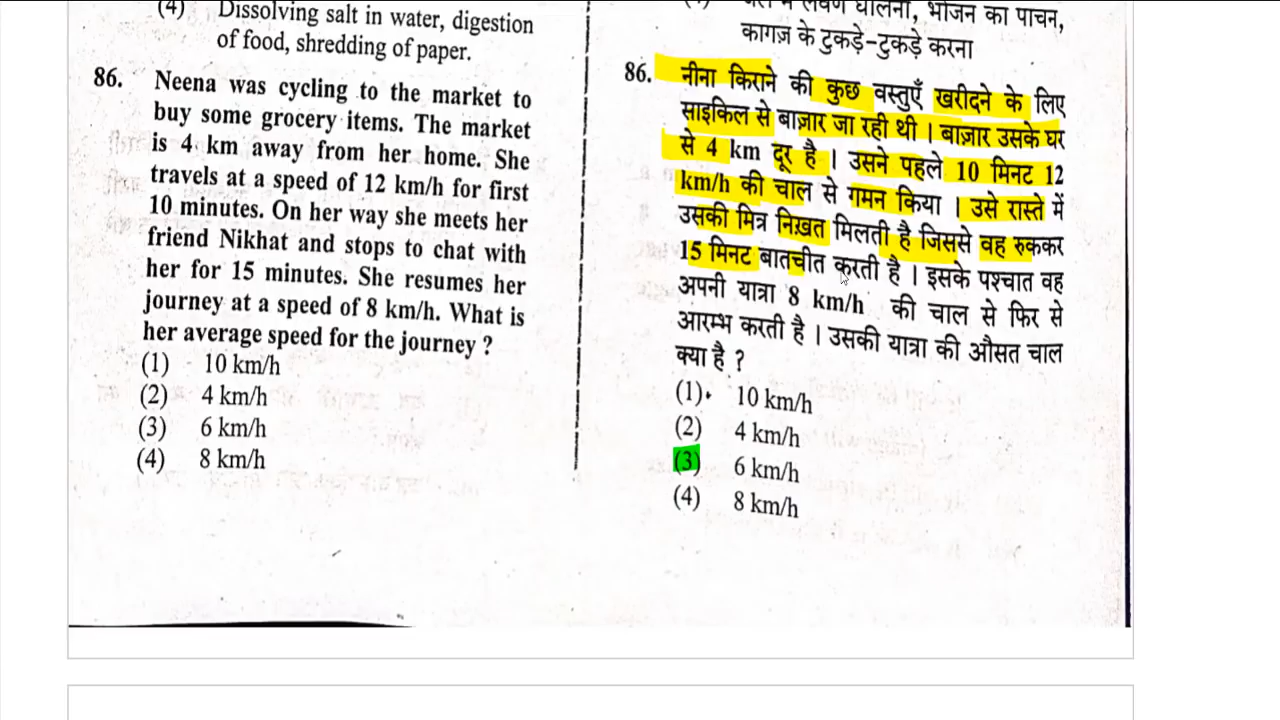 (4) Dissolving salt in water, digestion
of food, shredding of paper.
86. Neena was cycling to the market to
buy some grocery items. The market
is 4 km away from her home. She
travels at a speed of 12 km/h for first
10 minutes. On her way she meets her
friend Nikhat and stops to chat with
her for 15 minutes. She resumes her
journey at a speed of 8 km/h. What is
her average speed for the journey ?
(1) 10 km/h
(2) 4 km/h
(3) 6 km/h
(4) 8 km/h
लवण घोलना, भोजन का पाचन,
कागज़ के टुकड़े-टुकड़े करना
86. नीना किराने की कुछ वस्तुएँ खरीदने के लिए
साइकिल से बाज़ार जा रही थी । बाज़ार उसके घर
से 4 km दूर है । उसने पहले 10 मिनट 12
km/h की चाल से गमन किया । उसे रास्ते में
उसकी मित्र निख़त मिलती है जिससे वह रुककर
15 मिनट बातचीत करती है । इसके पश्चात वह
अपनी यात्रा 8 km/h की चाल से फिर से
आरम्भ करती है । उसकी यात्रा की औसत चाल
क्या है ?
(1) 10 km/h
(2) 4 km/h
(3) 6 km/h
(4) 8 km/h